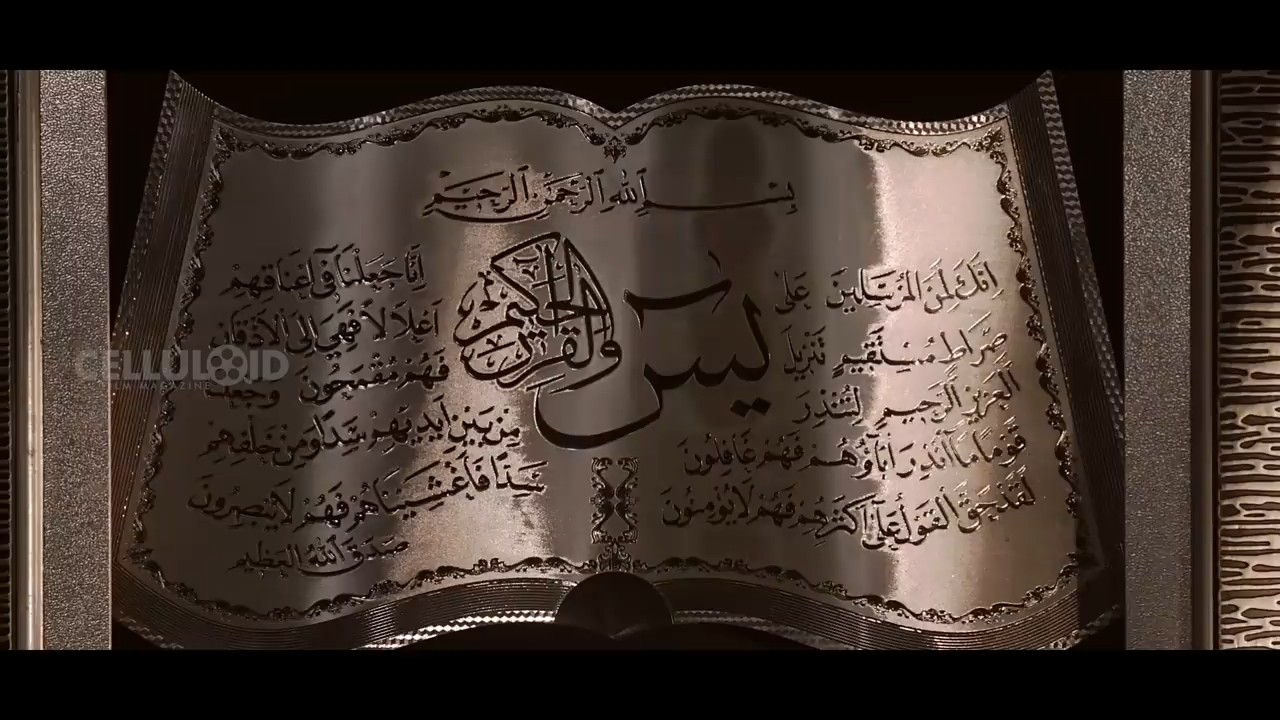 بسم الله الرحمن الرحيم
يس
والقرآن الحكيم
إنك لمن المرسلين على
صراط مستقيم تنزيل
العزيز الرحيم لتنذر
قوما ما أنذر آباؤهم فهم غافلون
لقد حق القول على أكثرهم فهم لا يؤمنون
إنا جعلنا في أعناقهم
أغلالا فهي إلى الأذقان
فهم مقمحون وجعلنا
من بين أيديهم سدا ومن خلفهم
سدا فأغشيناهم فهم لا يبصرون
صدق الله العظيم
CELLULOID
FILM MAGAZINE